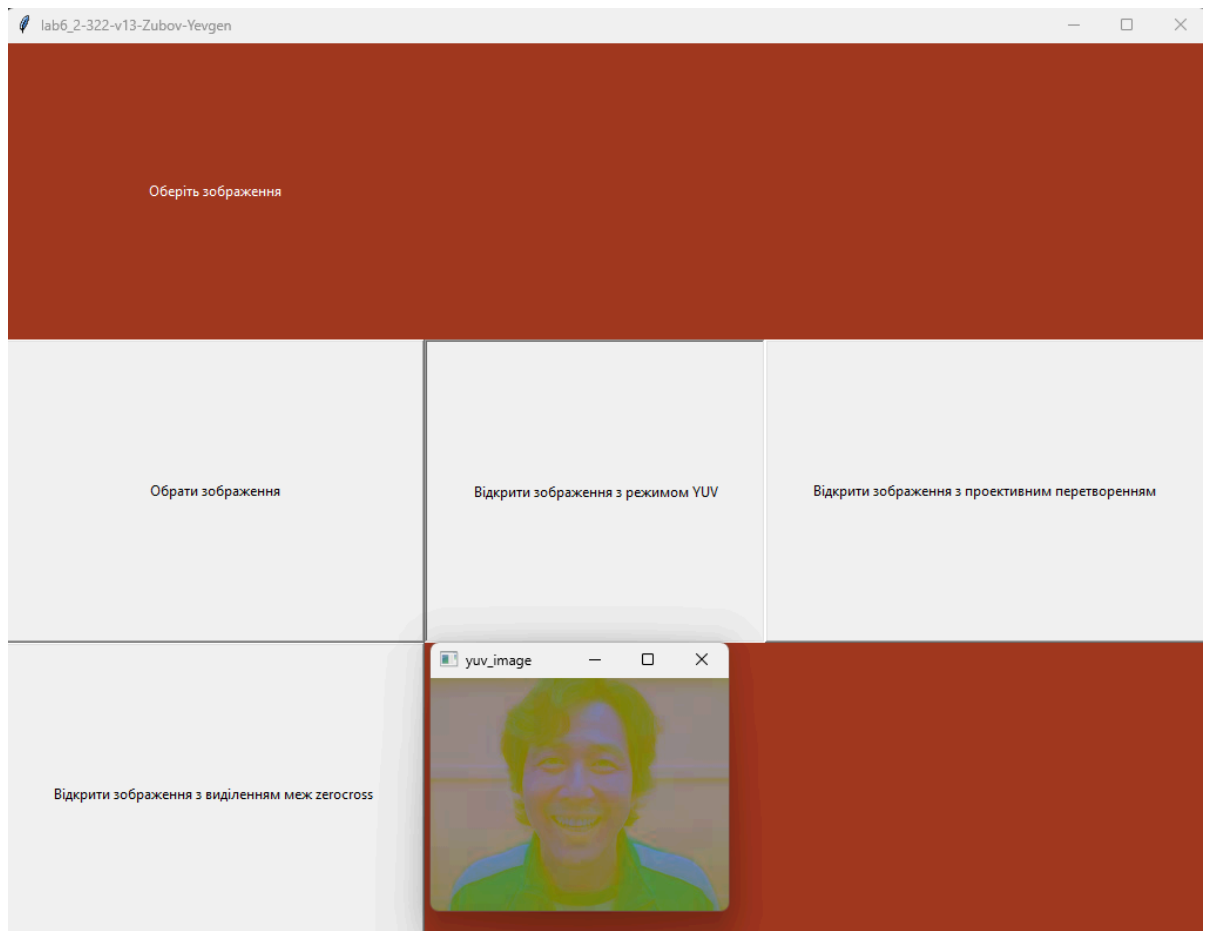 lab6_2-322-v13-Zubov-Yevgen
Оберіть зображення
Обрати зображення
Відкрити зображення з режимом YUV
Відкрити зображення з проективним перетворенням
yuv_image
Відкрити зображення з виділенням меж zerocross